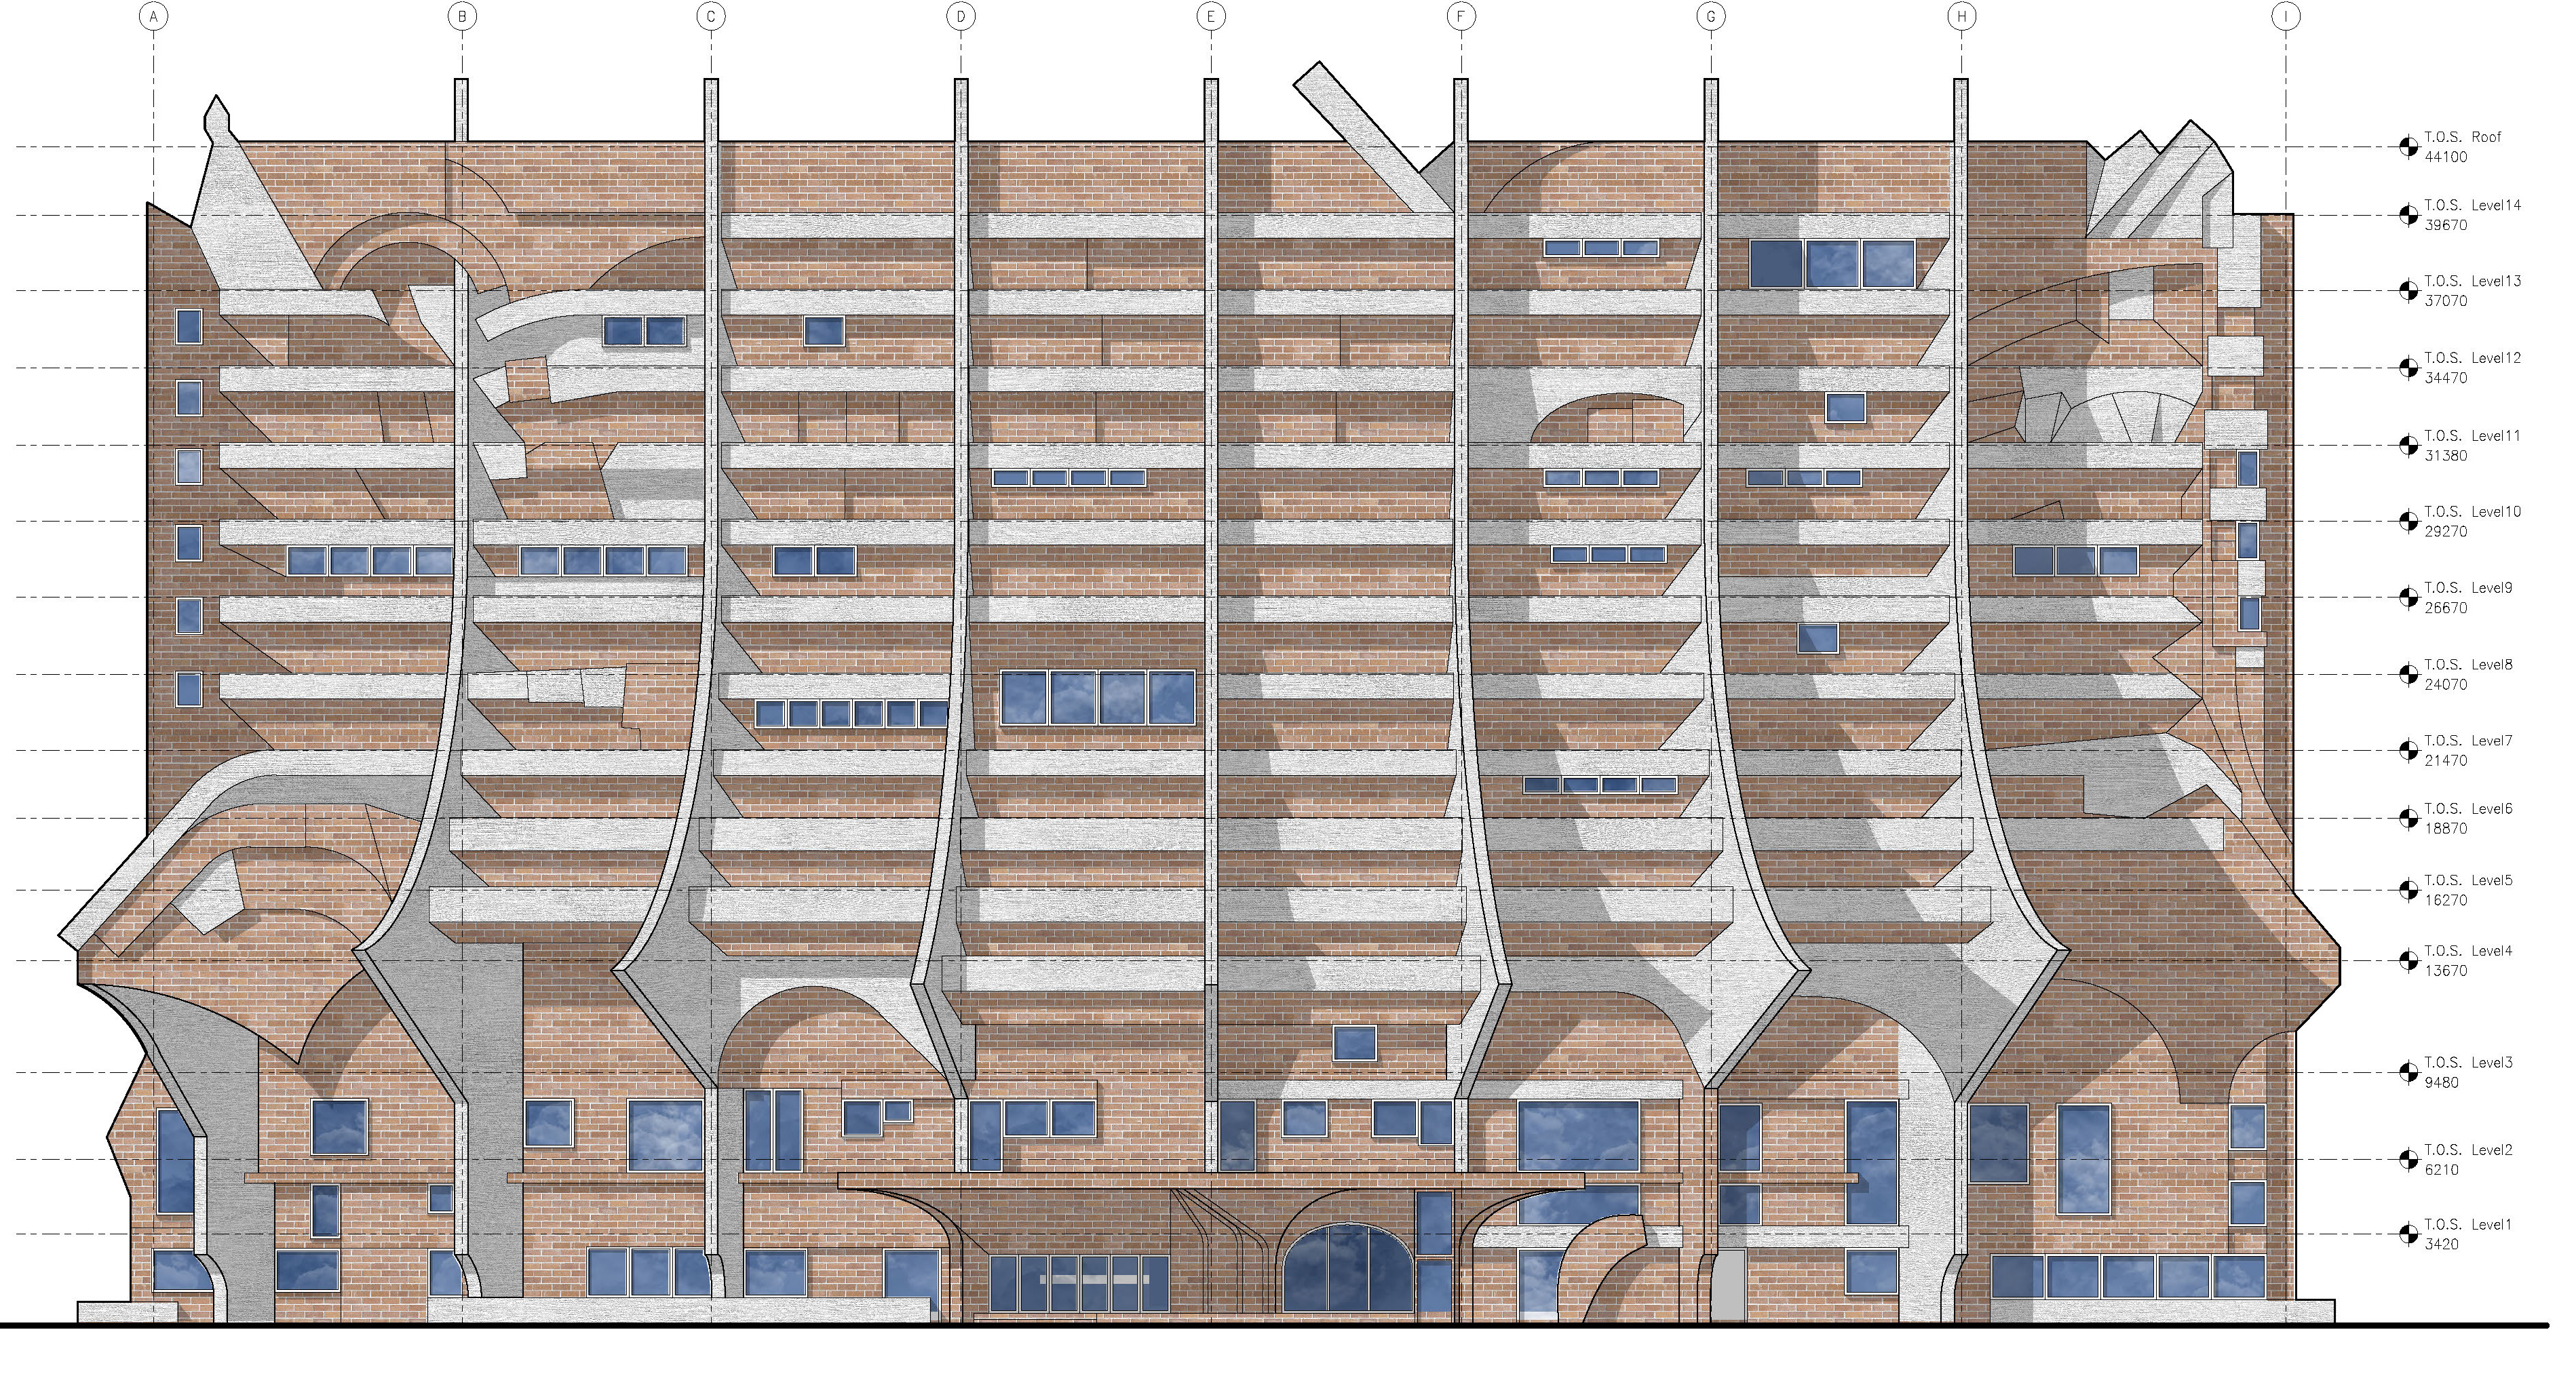 A B C D E F G H I
T.O.S. Roof
44100
T.O.S. Level14
39670
T.O.S. Level13
37070
T.O.S. Level12
34470
T.O.S. Level11
31380
T.O.S. Level10
29270
T.O.S. Level9
26670
T.O.S. Level8
24070
T.O.S. Level7
21470
T.O.S. Level6
18870
T.O.S. Level5
16270
T.O.S. Level4
13670
T.O.S. Level3
9480
T.O.S. Level2
6210
T.O.S. Level1
3420